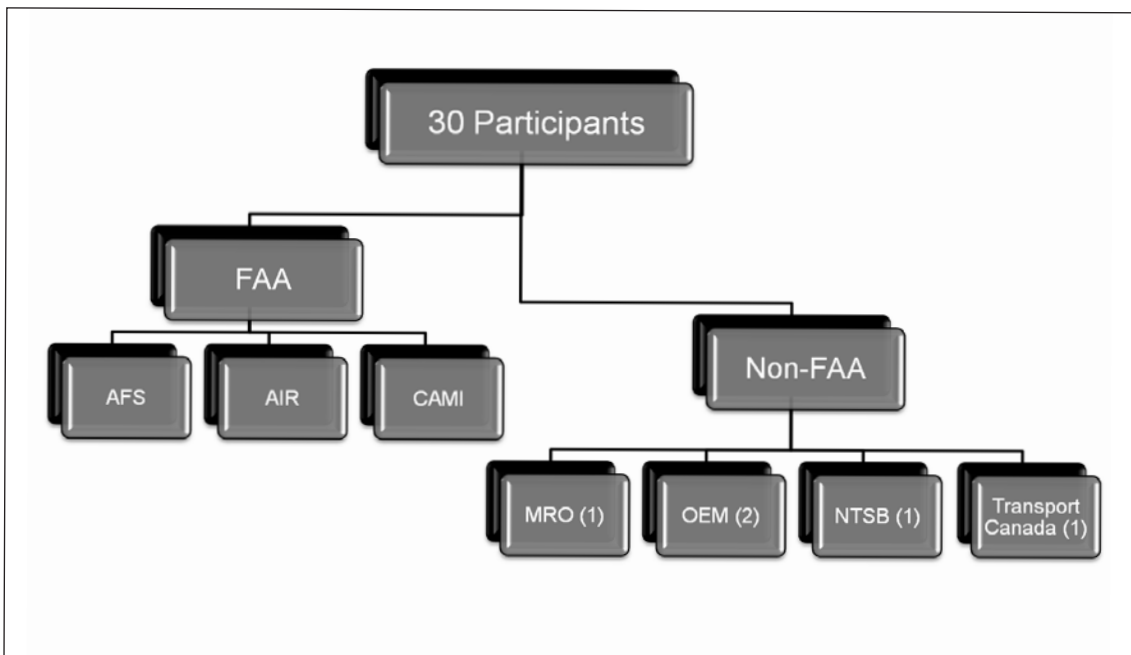 30 Participants
FAA
AFS
AIR
CAMI
Non-FAA
MRO (1)
OEM (2)
NTSB (1)
Transport
Canada (1)